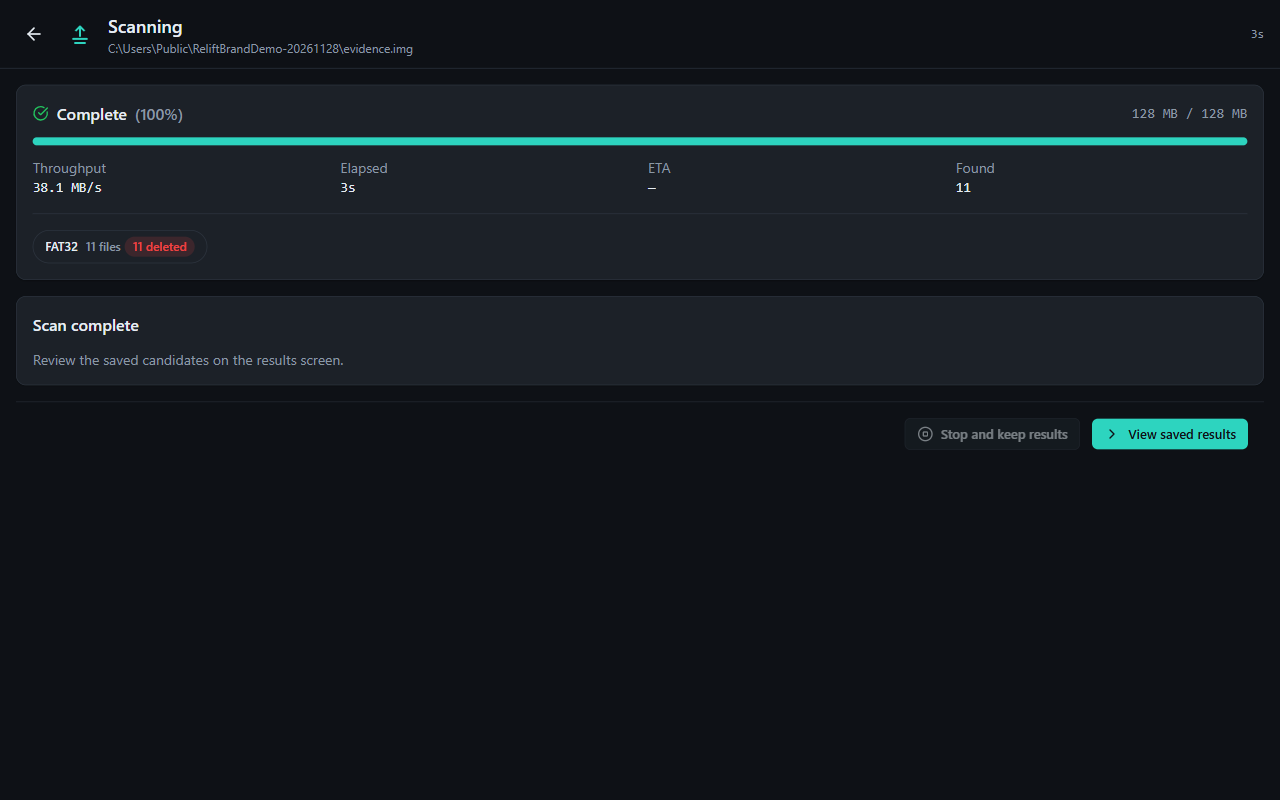 Scanning
C:\Users\Public\ReliftBrandDemo-20261128\evidence.img
3s
Complete (100%)
128 MB / 128 MB
Throughput
38.1 MB/s
Elapsed
3s
ETA
—
Found
11
FAT32 11 files 11 deleted
Scan complete
Review the saved candidates on the results screen.
Stop and keep results
View saved results